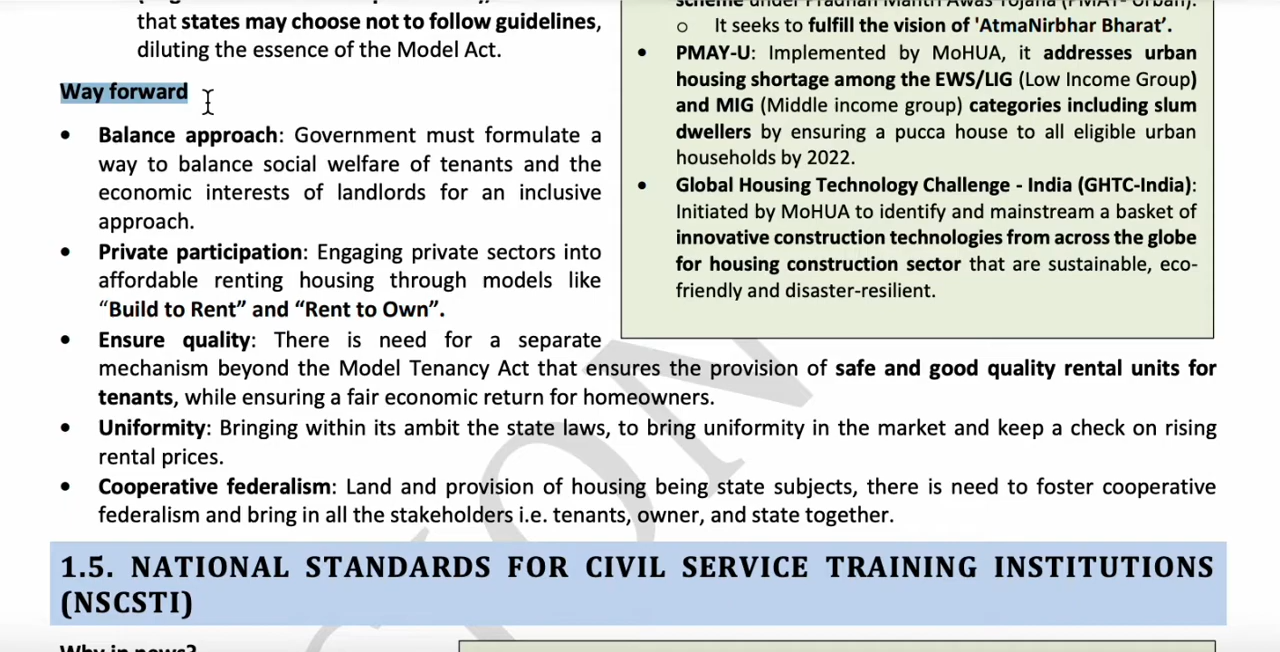 that states may choose not to follow guidelines,
diluting the essence of the Model Act.
Way forward
• Balance approach: Government must formulate a
way to balance social welfare of tenants and the
economic interests of landlords for an inclusive
approach.
• Private participation: Engaging private sectors into
affordable renting housing through models like
“Build to Rent” and “Rent to Own”.
• Ensure quality: There is need for a separate
mechanism beyond the Model Tenancy Act that ensures the provision of safe and good quality rental units for
tenants, while ensuring a fair economic return for homeowners.
• Uniformity: Bringing within its ambit the state laws, to bring uniformity in the market and keep a check on rising
rental prices.
• Cooperative federalism: Land and provision of housing being state subjects, there is need to foster cooperative
federalism and bring in all the stakeholders i.e. tenants, owner, and state together.
scheme under Pradhan Mantri Awas Yojana (PMAY- Urban).
o It seeks to fulfill the vision of 'AtmaNirbhar Bharat’.
• PMAY-U: Implemented by MoHUA, it addresses urban
housing shortage among the EWS/LIG (Low Income Group)
and MIG (Middle income group) categories including slum
dwellers by ensuring a pucca house to all eligible urban
households by 2022.
• Global Housing Technology Challenge - India (GHTC-India):
Initiated by MoHUA to identify and mainstream a basket of
innovative construction technologies from across the globe
for housing construction sector that are sustainable, eco-
friendly and disaster-resilient.
1.5. NATIONAL STANDARDS FOR CIVIL SERVICE TRAINING INSTITUTIONS
(NSCSTI)
Why in news?